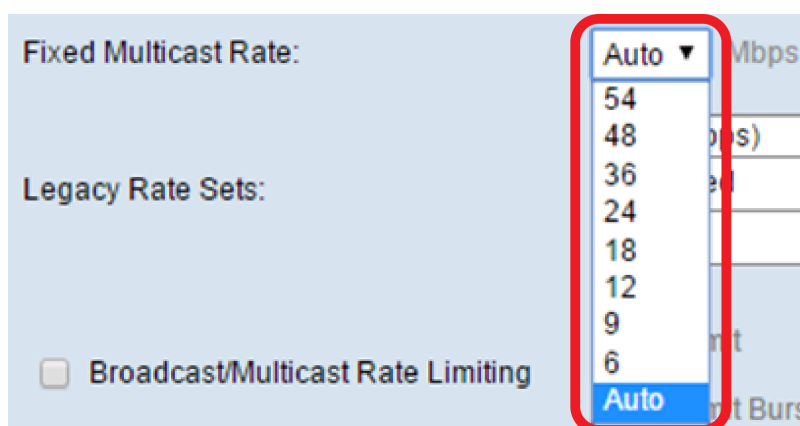 Fixed Multicast Rate: Auto ▼ Mbps
54
48
36
Legacy Rate Sets:
24
18
12
9
6
Broadcast/Multicast Rate Limiting
Auto